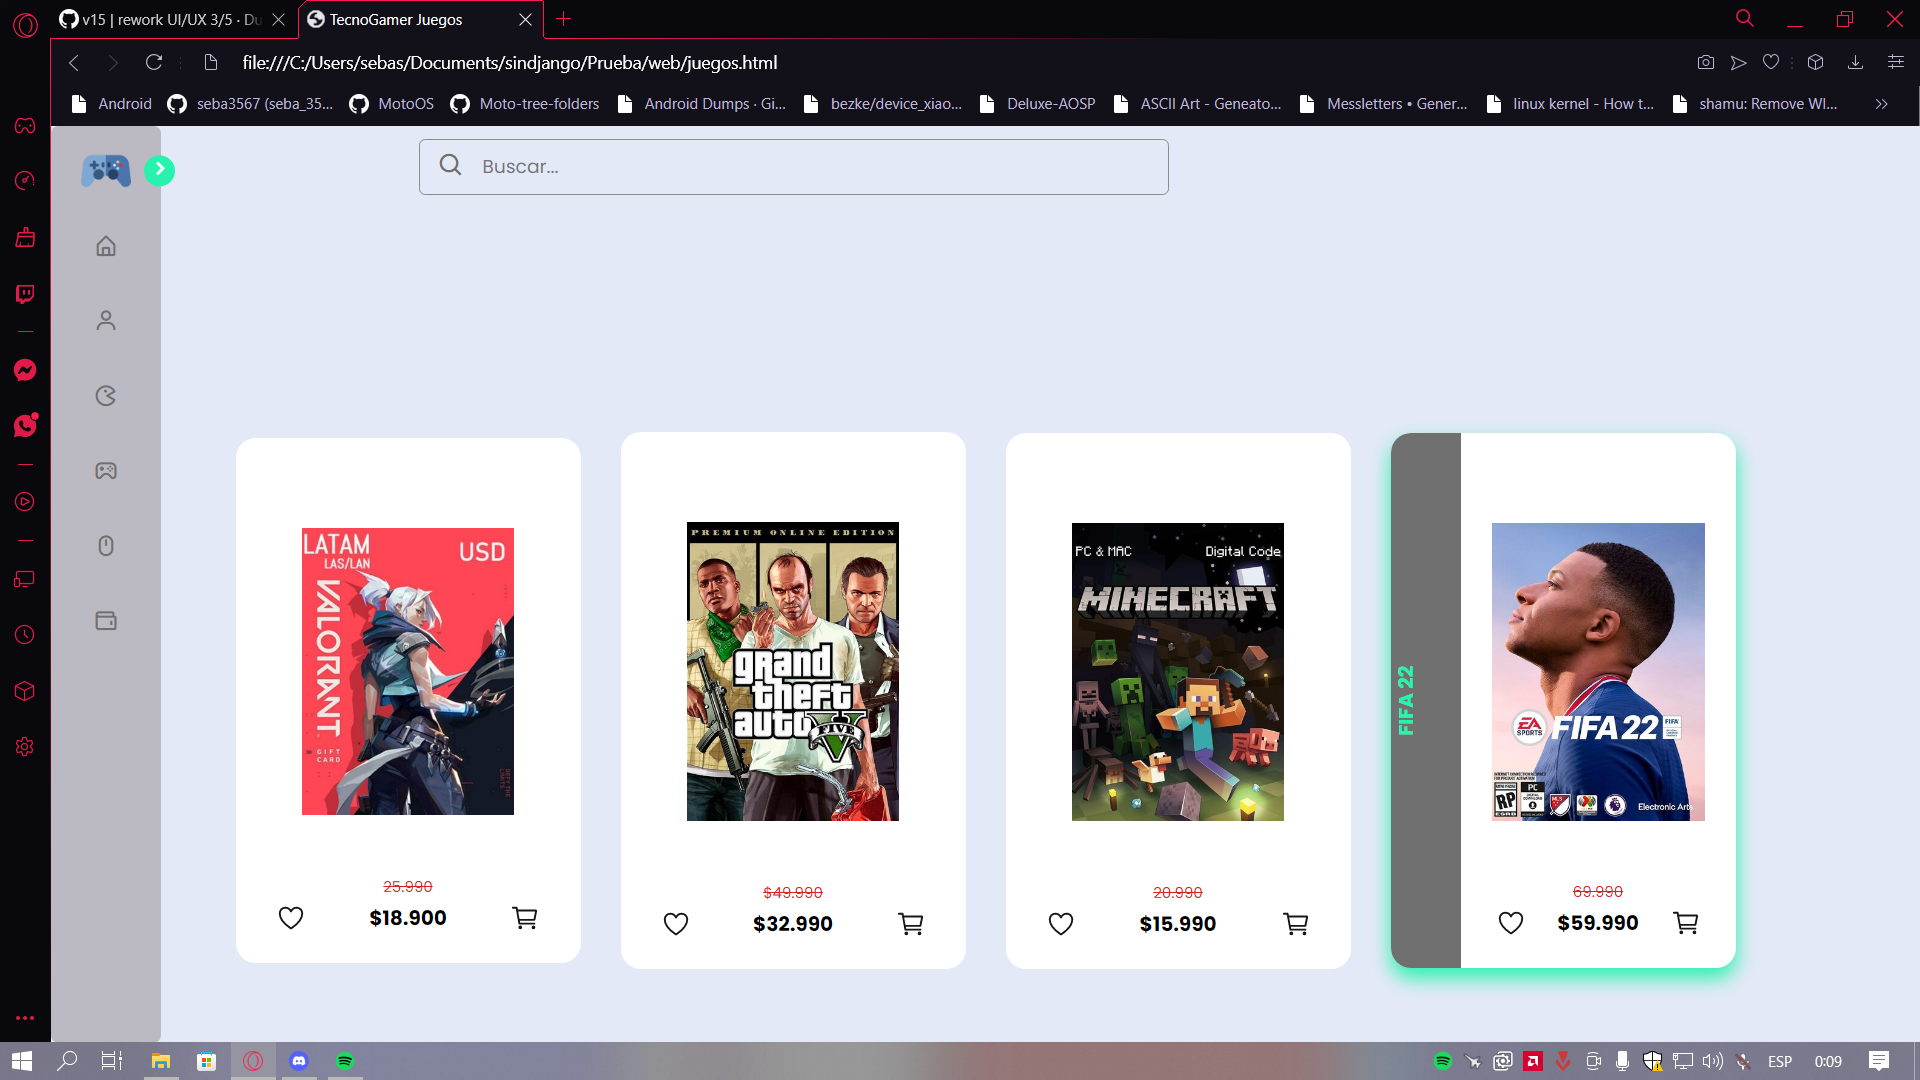 v15 | rework UI/UX 3/5 · Du
TecnoGamer Juegos
file:///C:/Users/sebas/Documents/sindjango/Prueba/web/juegos.html
Android
seba3567 (seba_35...
MotoOS
Moto-tree-folders
Android Dumps · Gi...
bezke/device_xiao...
Deluxe-AOSP
ASCII Art - Geneato...
Messletters • Gener...
linux kernel - How t...
shamu: Remove WI...
Buscar...
LATAM
LAS/LAN
USD
VALORANT
GIFT
CARD
PREMIUM ONLINE EDITION
grand
theft
auto
FIVE
PC & MAC
Digital Code
MINECRAFT
FIFA 22
EA
SPORTS
FIFA 22
FIFA
RP
PC
Electronic Arts
25.990
$18.900
$49.990
$32.990
20.990
$15.990
69.990
$59.990
ESP
0:09